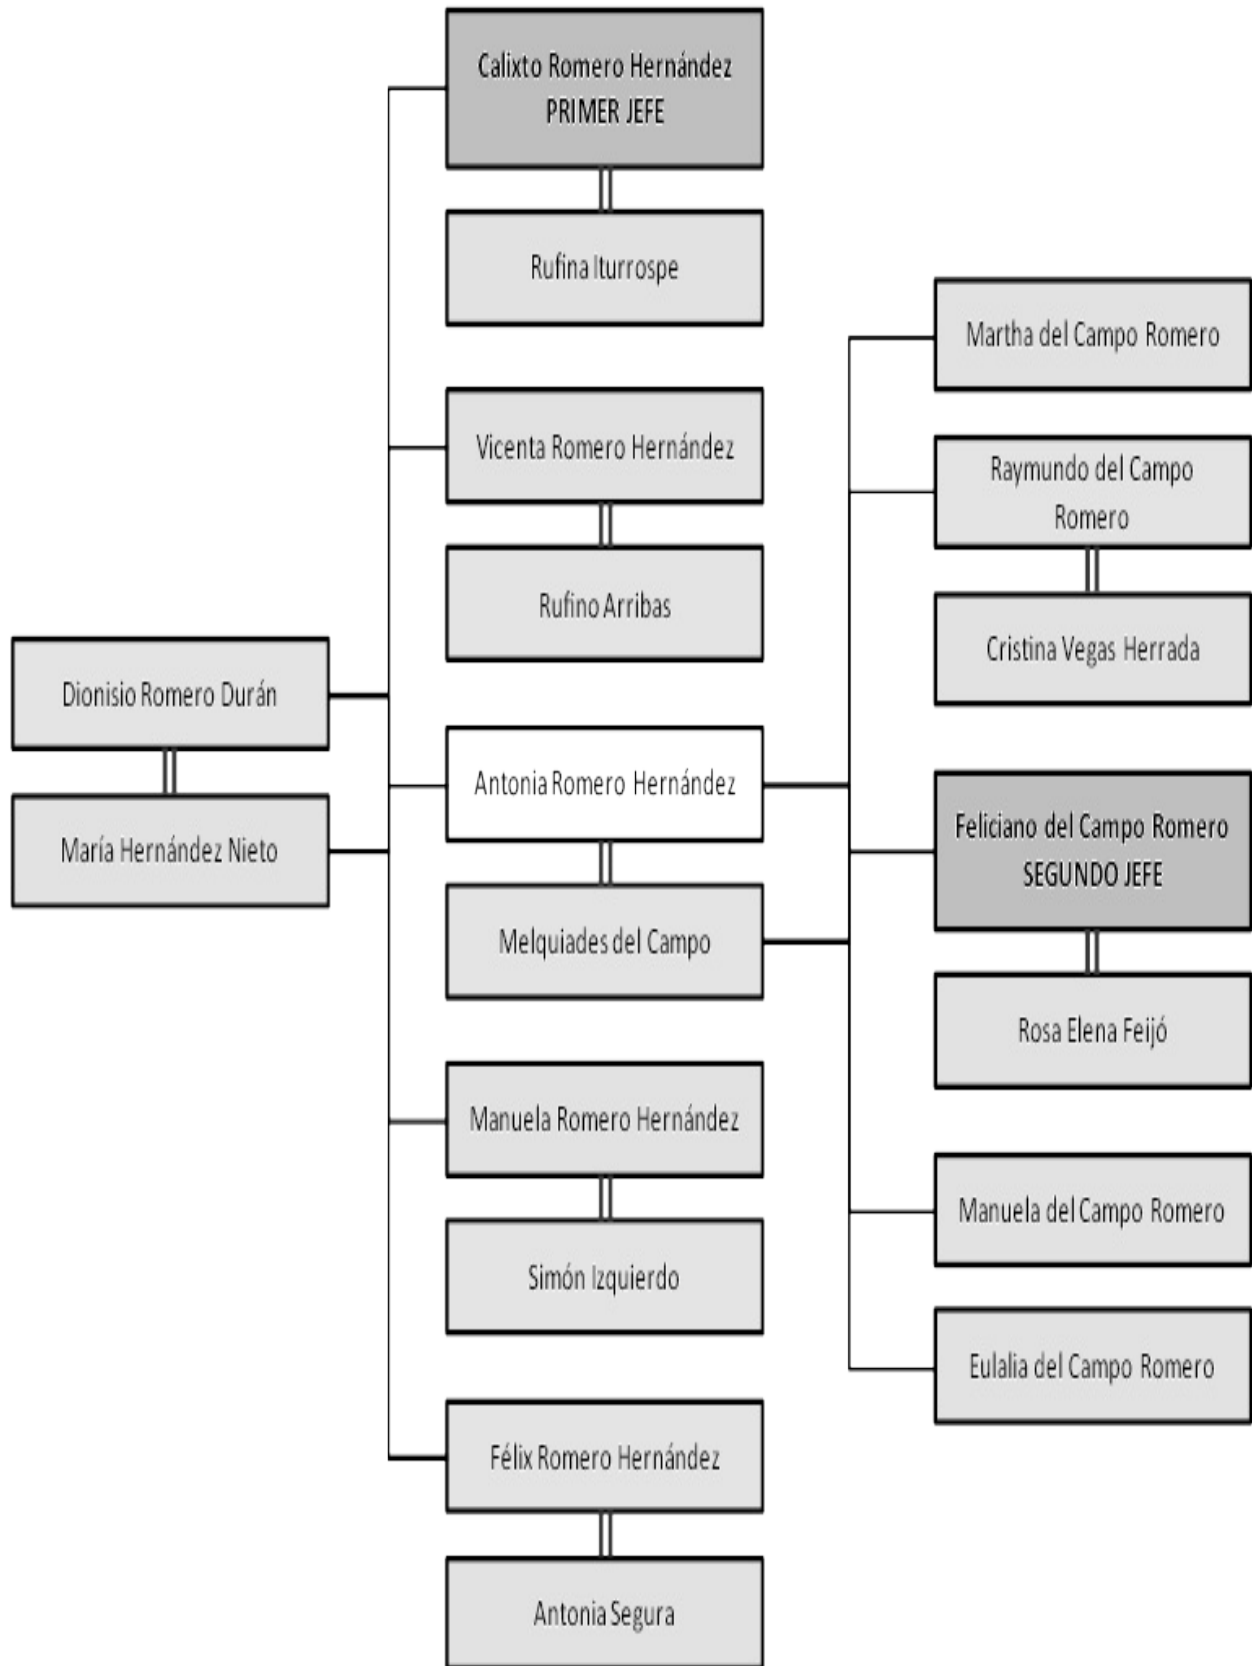 Calixto Romero Hernández
PRIMER JEFE
Rufina Iturrospe
Vicenta Romero Hernández
Rufino Arribas
Dionisio Romero Durán
María Hernández Nieto
Antonia Romero Hernández
Melquiades del Campo
Manuela Romero Hernández
Simón Izquierdo
Félix Romero Hernández
Antonia Segura
Martha del Campo Romero
Raymundo del Campo
Romero
Cristina Vegas Herrada
Feliciano del Campo Romero
SEGUNDO JEFE
Rosa Elena Feijó
Manuela del Campo Romero
Eulalia del Campo Romero